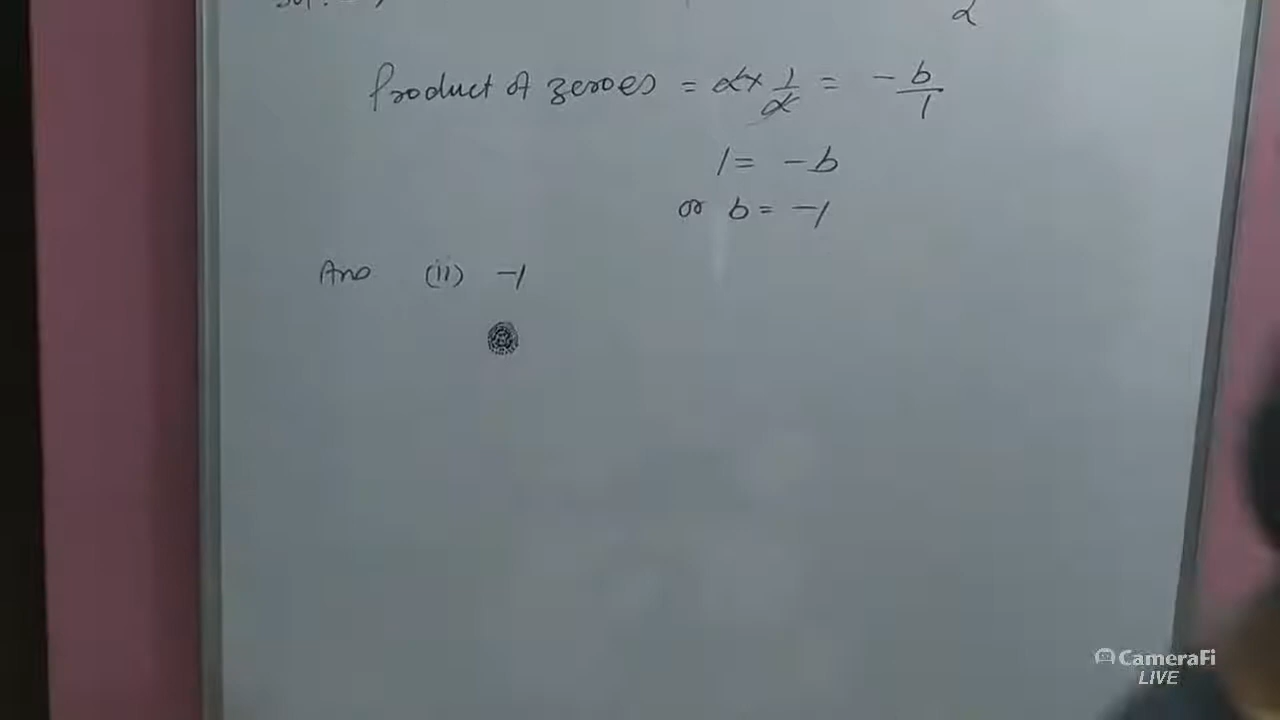 α
Product of zeroes = α × 1/α = - b/1
1 = - b
or b = -1
Ans (ii) -1
CameraFi
LIVE